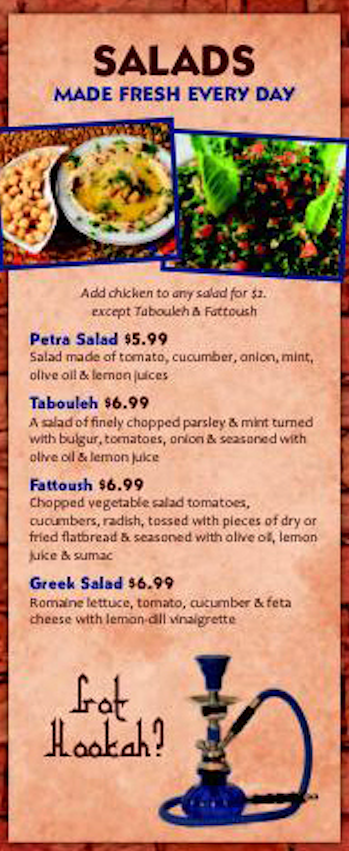 SALADS
MADE FRESH EVERY DAY
Add chicken to any salad for $2.
except Tabouleh & Fattoush
Petra Salad $5.99
Salad made of tomato, cucumber, onion, mint,
olive oil & lemon juices
Tabouleh $6.99
A salad of finely chopped parsley & mint turned
with bulgur, tomatoes, onion & seasoned with
olive oil & lemon juice
Fattoush $6.99
Chopped vegetable salad tomatoes,
cucumbers, radish, tossed with pieces of dry or
fried flatbread & seasoned with olive oil, lemon
juice & sumac
Greek Salad $6.99
Romaine lettuce, tomato, cucumber & feta
cheese with lemon-dill vinaigrette
Got
Hookah?